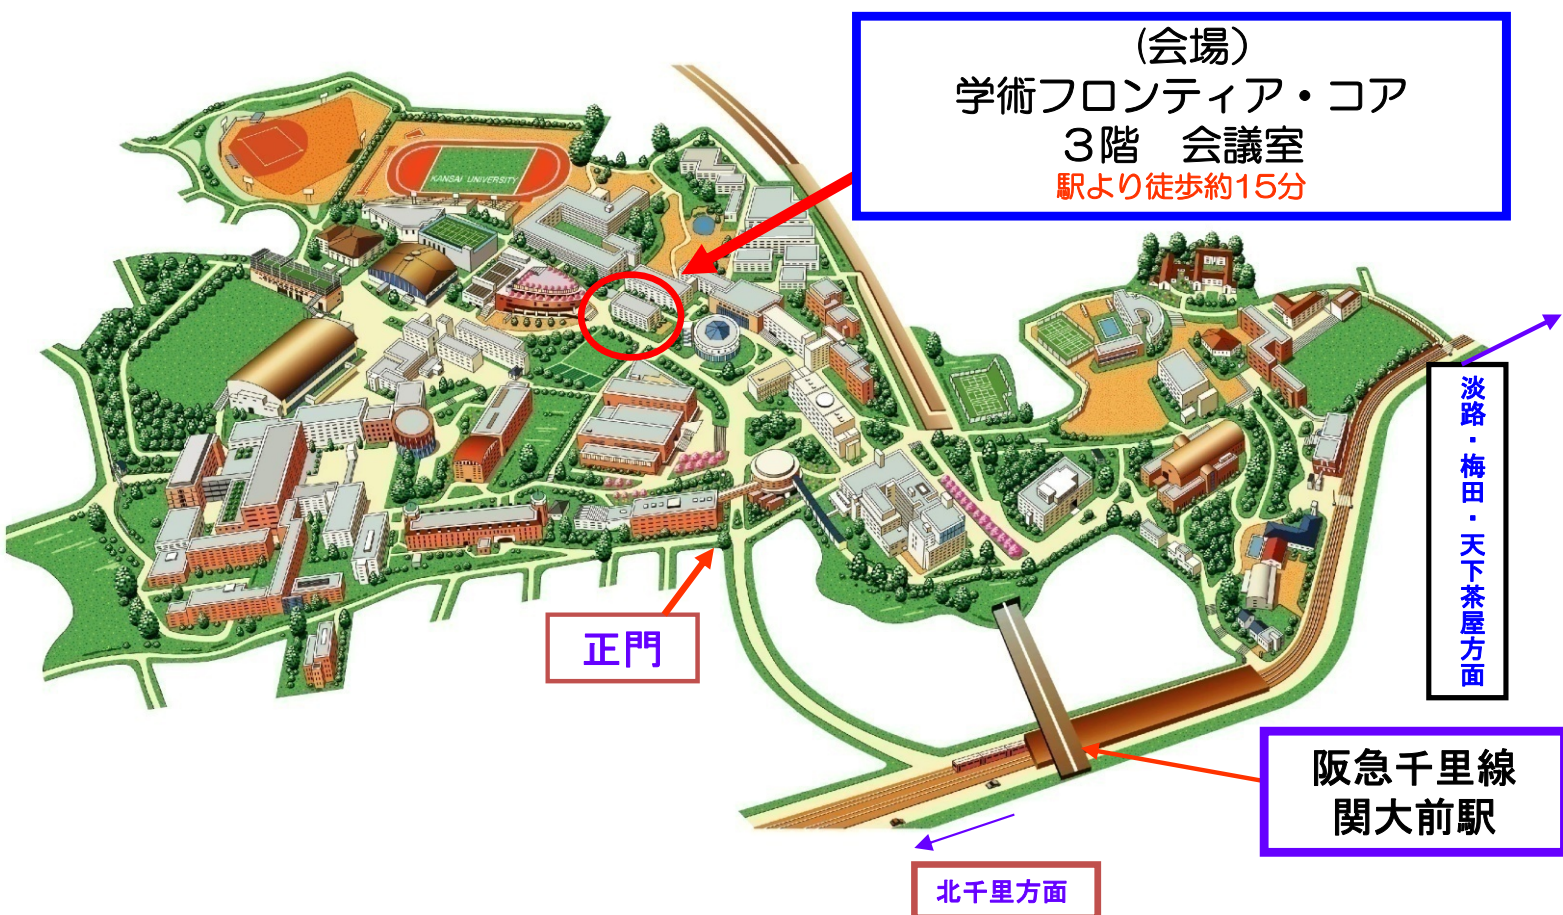 (会場)
学術フロンティア・コア
3階　会議室
駅より徒歩約15分
KANSAI UNIVERSITY
淡路・梅田・天下茶屋方面
正門
阪急千里線
関大前駅
北千里方面